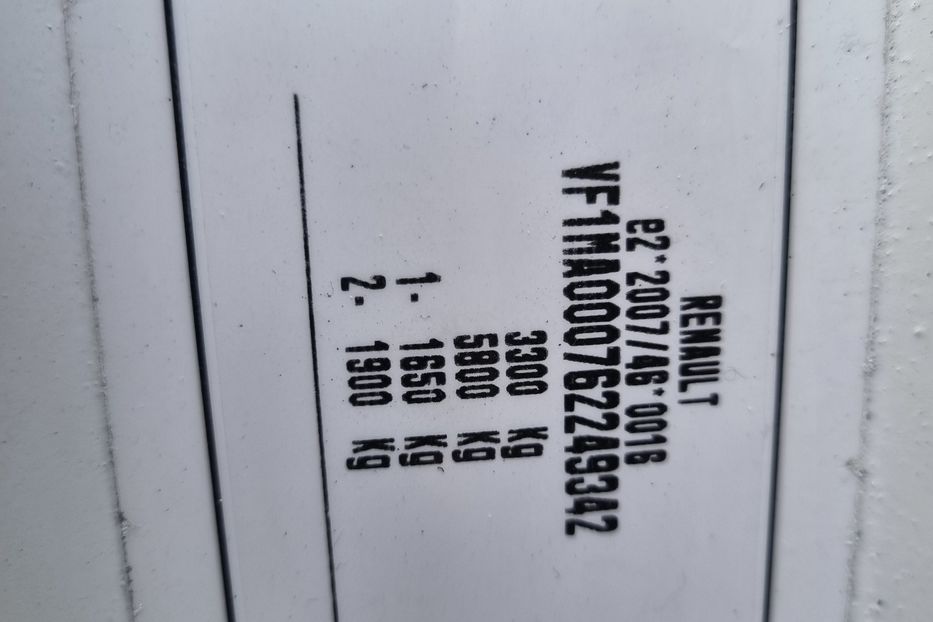 RENAULT
e2*2007/46*0016
VF1MA000762249342
3300 Kg
5800 Kg
1- 1650 Kg
2- 1900 Kg